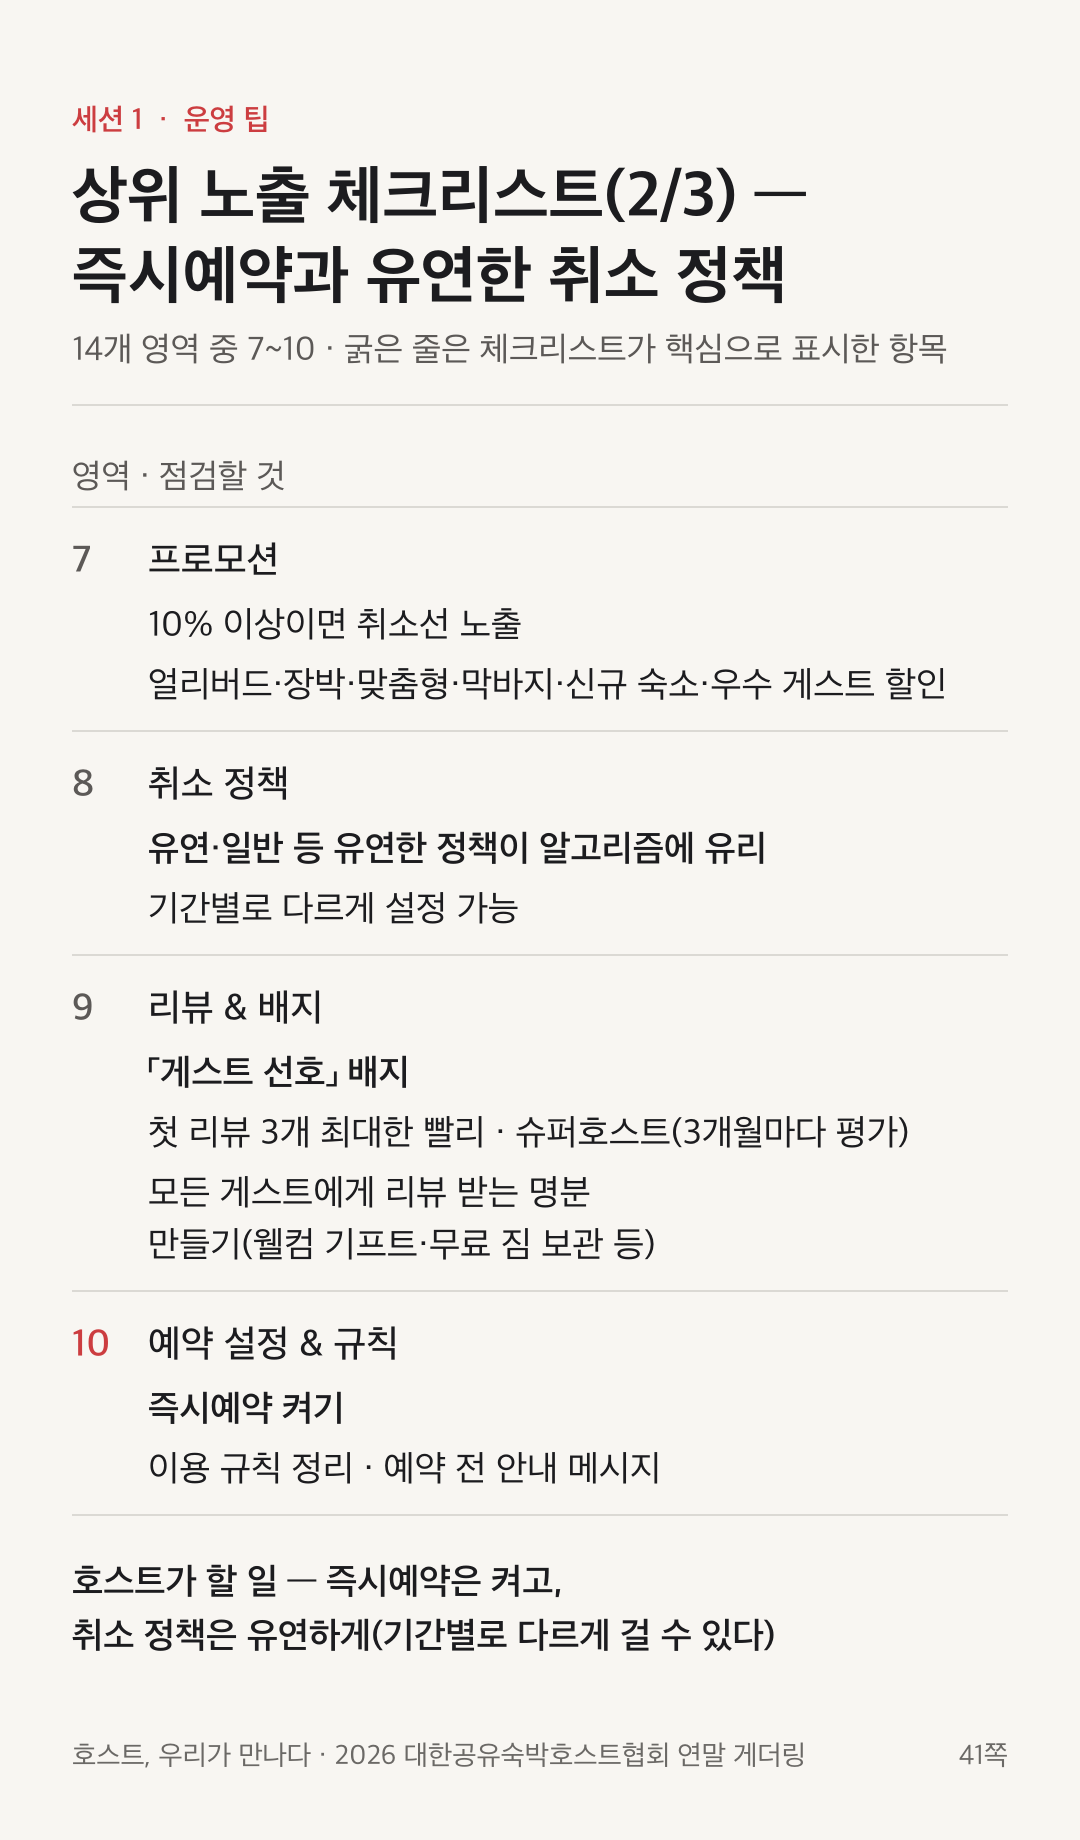 세션 1 · 운영 팁
상위 노출 체크리스트(2/3) —
즉시예약과 유연한 취소 정책
14개 영역 중 7~10 · 굵은 줄은 체크리스트가 핵심으로 표시한 항목
영역 · 점검할 것
7 프로모션
10% 이상이면 취소선 노출
얼리버드·장박·맞춤형·막바지·신규 숙소·우수 게스트 할인
8 취소 정책
유연·일반 등 유연한 정책이 알고리즘에 유리
기간별로 다르게 설정 가능
9 리뷰 & 배지
「게스트 선호」 배지
첫 리뷰 3개 최대한 빨리 · 슈퍼호스트(3개월마다 평가)
모든 게스트에게 리뷰 받는 명분
만들기(웰컴 기프트·무료 짐 보관 등)
10 예약 설정 & 규칙
즉시예약 켜기
이용 규칙 정리 · 예약 전 안내 메시지
호스트가 할 일 — 즉시예약은 켜고,
취소 정책은 유연하게(기간별로 다르게 걸 수 있다)
호스트, 우리가 만나다 · 2026 대한공유숙박호스트협회 연말 게더링 41쪽